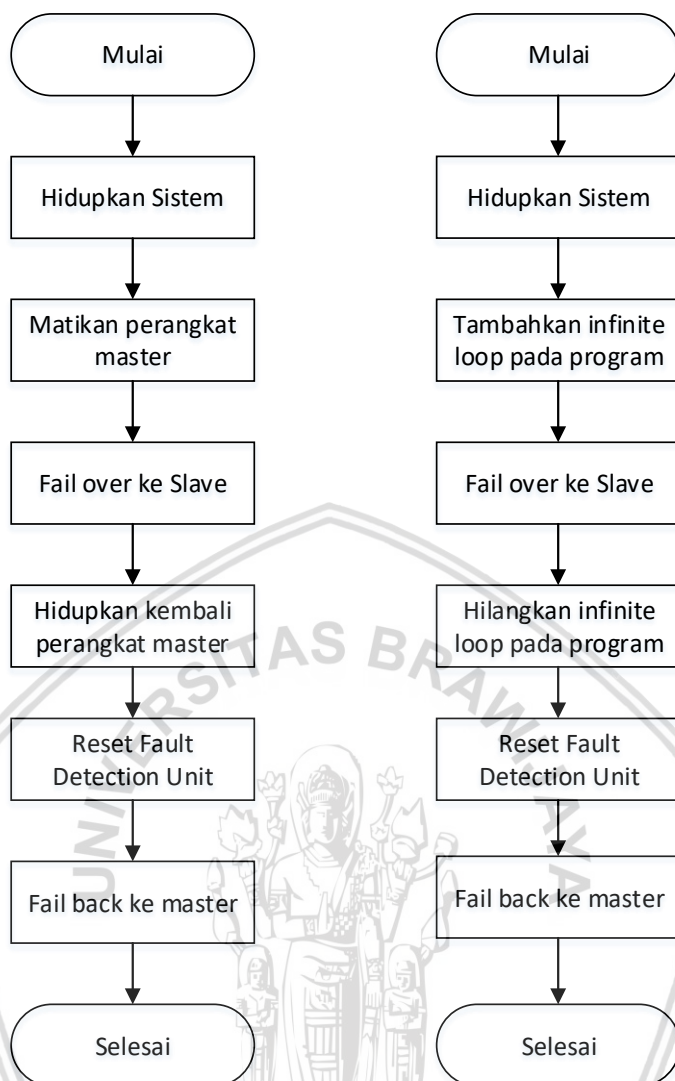 Mulai
Hidupkan Sistem
Matikan perangkat
master
Fail over ke Slave
Hidupkan kembali
perangkat master
Reset Fault
Detection Unit
Fail back ke master
Selesai
Mulai
Hidupkan Sistem
Tambahkan infinite
loop pada program
Fail over ke Slave
Hilangkan infinite
loop pada program
Reset Fault
Detection Unit
Fail back ke master
Selesai
UNIVERSITAS BRAWIJAYA